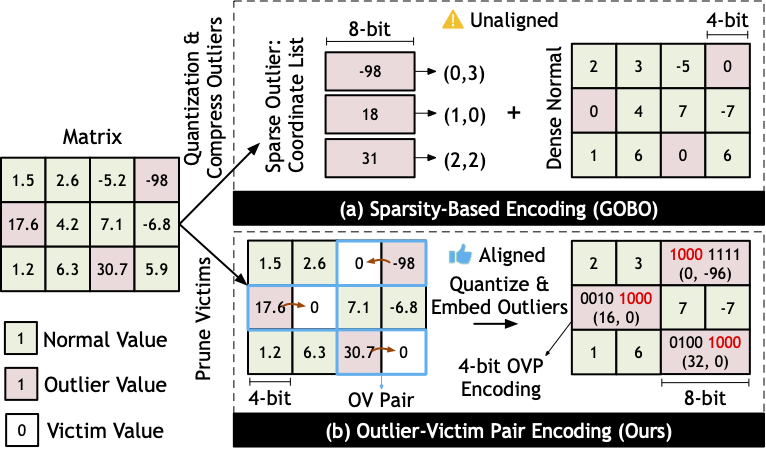 Matrix
1.5 2.6 -5.2 -98
17.6 4.2 7.1 -6.8
1.2 6.3 30.7 5.9
1 Normal Value
1 Outlier Value
0 Victim Value
Quantization &
Compress Outliers
Prune Victims
Sparse Outlier:
Coordinate List
8-bit
-98 (0,3)
18 (1,0)
31 (2,2)
+
Unaligned
4-bit
Dense Normal
2 3 -5 0
0 4 7 -7
1 6 0 6
(a) Sparsity-Based Encoding (GOBO)
1.5 2.6 0 -98
17.6 0 7.1 -6.8
1.2 6.3 30.7 0
4-bit
OV Pair
Aligned
Quantize &
Embed Outliers
4-bit OVP
Encoding
2 3 1000 1111
(0, -96)
0010 1000
(16, 0)
7 -7
1 6 0100 1000
(32, 0)
8-bit
(b) Outlier-Victim Pair Encoding (Ours)